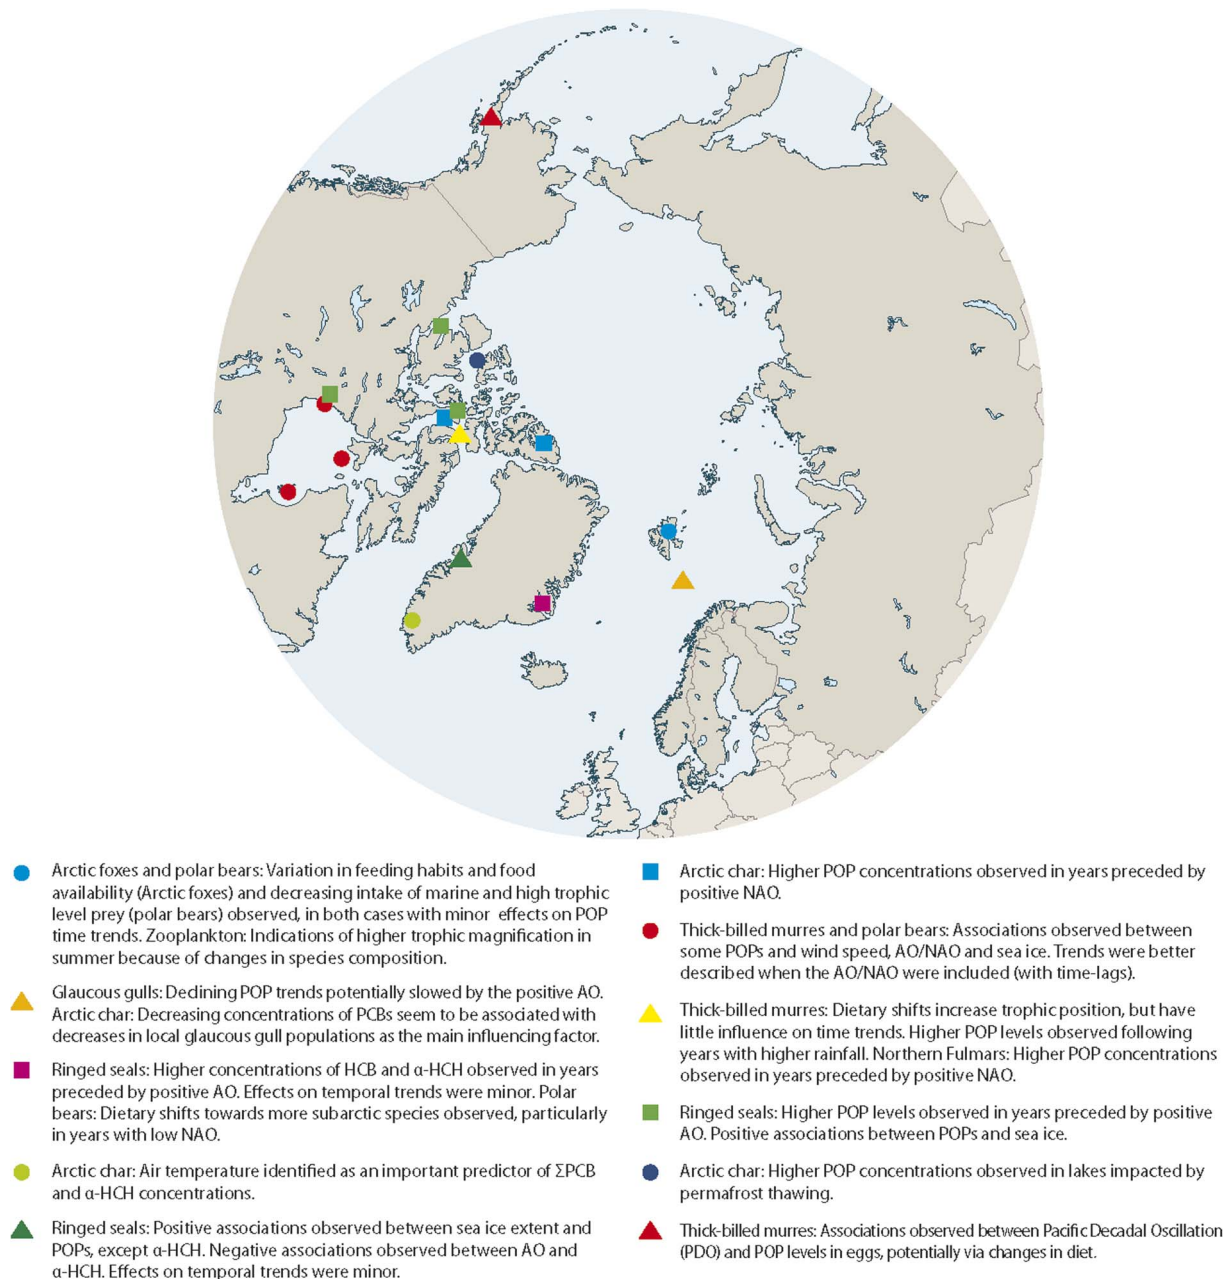 Arctic foxes and polar bears: Variation in feeding habits and food
availability (Arctic foxes) and decreasing intake of marine and high trophic
level prey (polar bears) observed, in both cases with minor effects on POP
time trends. Zooplankton: Indications of higher trophic magnification in
summer because of changes in species composition.
Glaucous gulls: Declining POP trends potentially slowed by the positive AO.
Arctic char: Decreasing concentrations of PCBs seem to be associated with
decreases in local glaucous gull populations as the main influencing factor.
Ringed seals: Higher concentrations of HCB and α-HCH observed in years
preceded by positive AO. Effects on temporal trends were minor. Polar
bears: Dietary shifts towards more subarctic species observed, particularly
in years with low NAO.
Arctic char: Air temperature identified as an important predictor of ΣPCB
and α-HCH concentrations.
Ringed seals: Positive associations observed between sea ice extent and
POPs, except α-HCH. Negative associations observed between AO and
α-HCH. Effects on temporal trends were minor.
Arctic char: Higher POP concentrations observed in years preceded by
positive NAO.
Thick-billed murres and polar bears: Associations observed between
some POPs and wind speed, AO/NAO and sea ice. Trends were better
described when the AO/NAO were included (with time-lags).
Thick-billed murres: Dietary shifts increase trophic position, but have
little influence on time trends. Higher POP levels observed following
years with higher rainfall. Northern Fulmars: Higher POP concentrations
observed in years preceded by positive NAO.
Ringed seals: Higher POP levels observed in years preceded by positive
AO. Positive associations between POPs and sea ice.
Arctic char: Higher POP concentrations observed in lakes impacted by
permafrost thawing.
Thick-billed murres: Associations observed between Pacific Decadal Oscillation
(PDO) and POP levels in eggs, potentially via changes in diet.